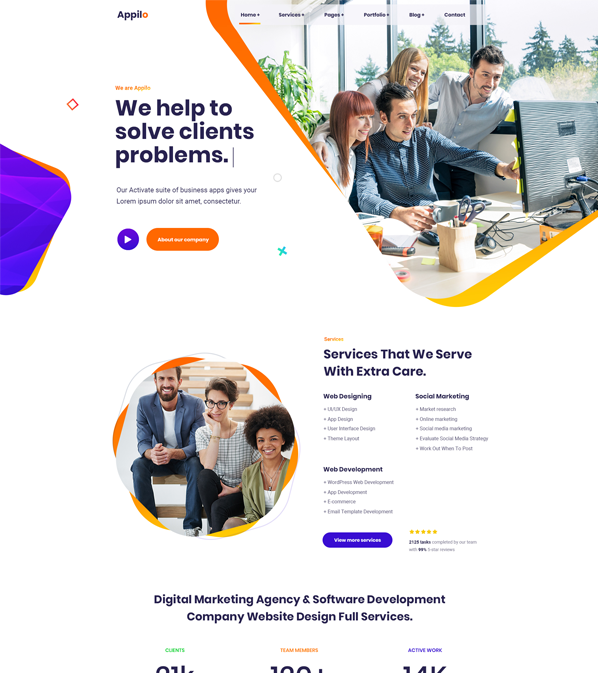 Appilo
Home + Services + Pages + Portfolio + Blog + Contact
We are Appilo
We help to
solve clients
problems.
Our Activate suite of business apps gives your
Lorem ipsum dolor sit amet, consectetur.
About our company
Services
Services That We Serve
With Extra Care.
Web Designing
+ UI/UX Design
+ App Design
+ User Interface Design
+ Theme Layout
Social Marketing
+ Market research
+ Online marketing
+ Social media marketing
+ Evaluate Social Media Strategy
+ Work Out When To Post
Web Development
+ WordPress Web Development
+ App Development
+ E-commerce
+ Email Template Development
View more services
2125 tasks completed by our team
with 99% 5-star reviews
Digital Marketing Agency & Software Development
Company Website Design Full Services.
CLIENTS TEAM MEMBERS ACTIVE WORK